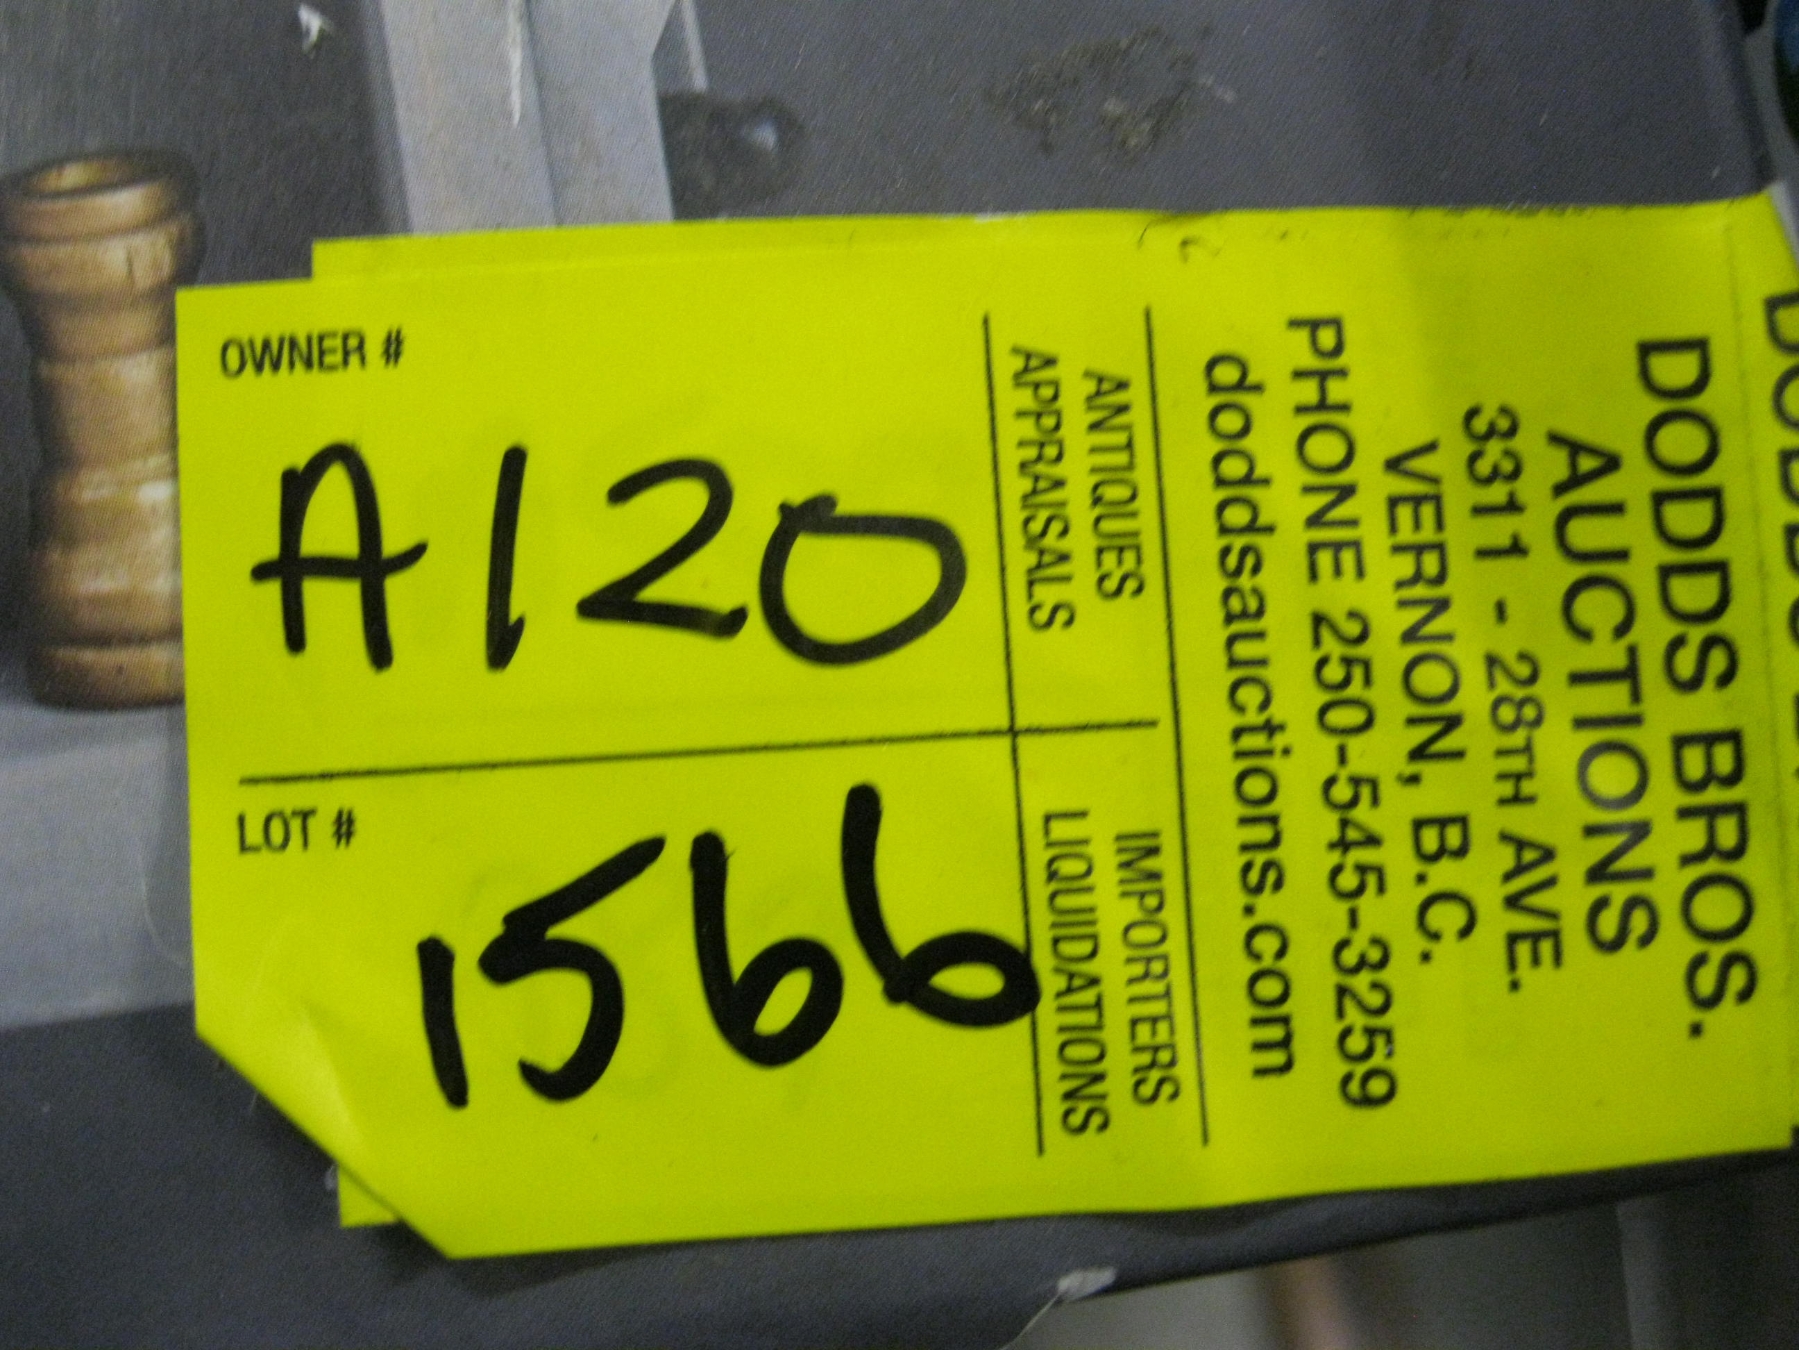 DODDS BROS.
AUCTIONS
3311 - 28TH AVE.
VERNON, B.C.
PHONE 250-545-3259
doddsauctions.com
ANTIQUES
APPRAISALS
IMPORTERS
LIQUIDATIONS
OWNER #
A120
LOT #
1566